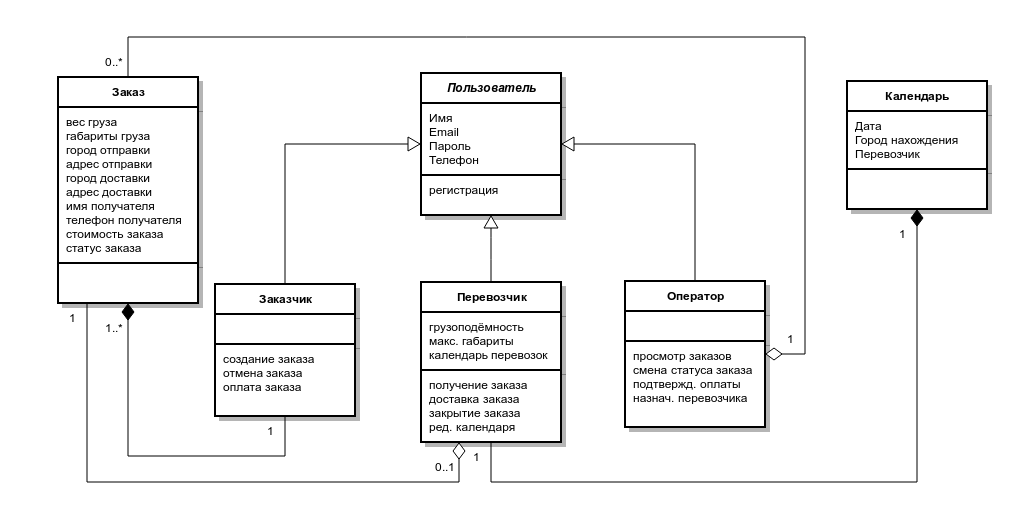 0..*
Заказ
вес груза
габариты груза
город отправки
адрес отправки
город доставки
адрес доставки
имя получателя
телефон получателя
стоимость заказа
статус заказа
1
1..*
Пользователь
Имя
Email
Пароль
Телефон
регистрация
Календарь
Дата
Город нахождения
Перевозчик
1
Заказчик
создание заказа
отмена заказа
оплата заказа
1
Перевозчик
грузоподёмность
макс. габариты
календарь перевозок
получение заказа
доставка заказа
закрытие заказа
ред. календаря
0..1
1
Оператор
просмотр заказов
смена статуса заказа
подтвержд. оплаты
назнач. перевозчика
1